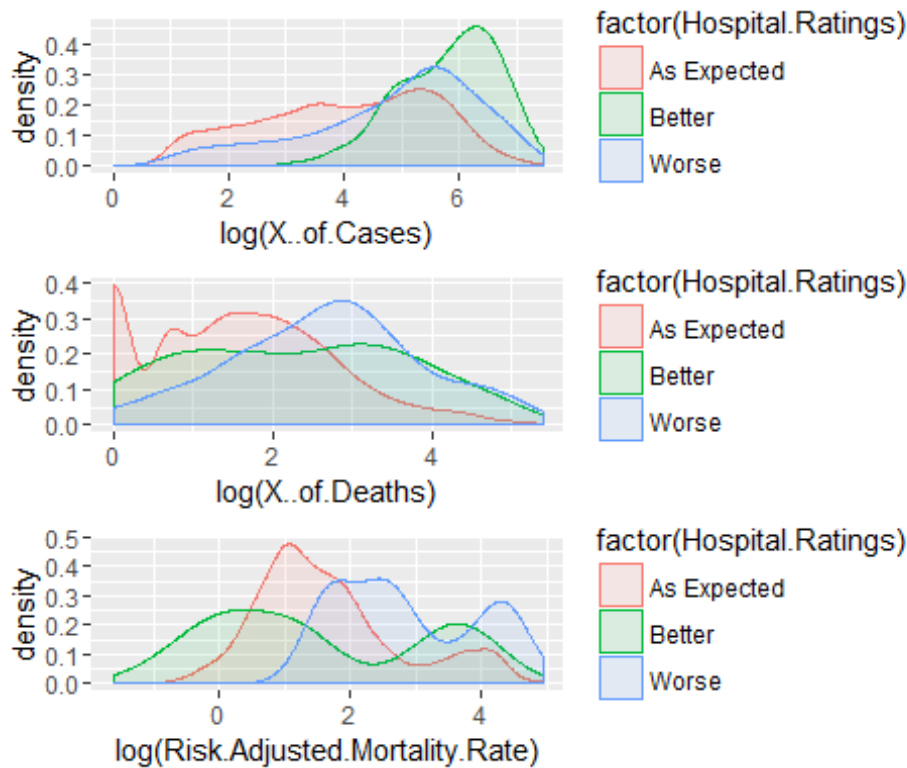 factor(Hospital.Ratings)
As Expected
Better
Worse
density
0.4
0.3
0.2
0.1
0.0
0 2 4 6
log(X..of.Cases)
factor(Hospital.Ratings)
As Expected
Better
Worse
density
0.4
0.3
0.2
0.1
0.0
0 2 4
log(X..of.Deaths)
factor(Hospital.Ratings)
As Expected
Better
Worse
density
0.5
0.4
0.3
0.2
0.1
0.0
0 2 4
log(Risk.Adjusted.Mortality.Rate)